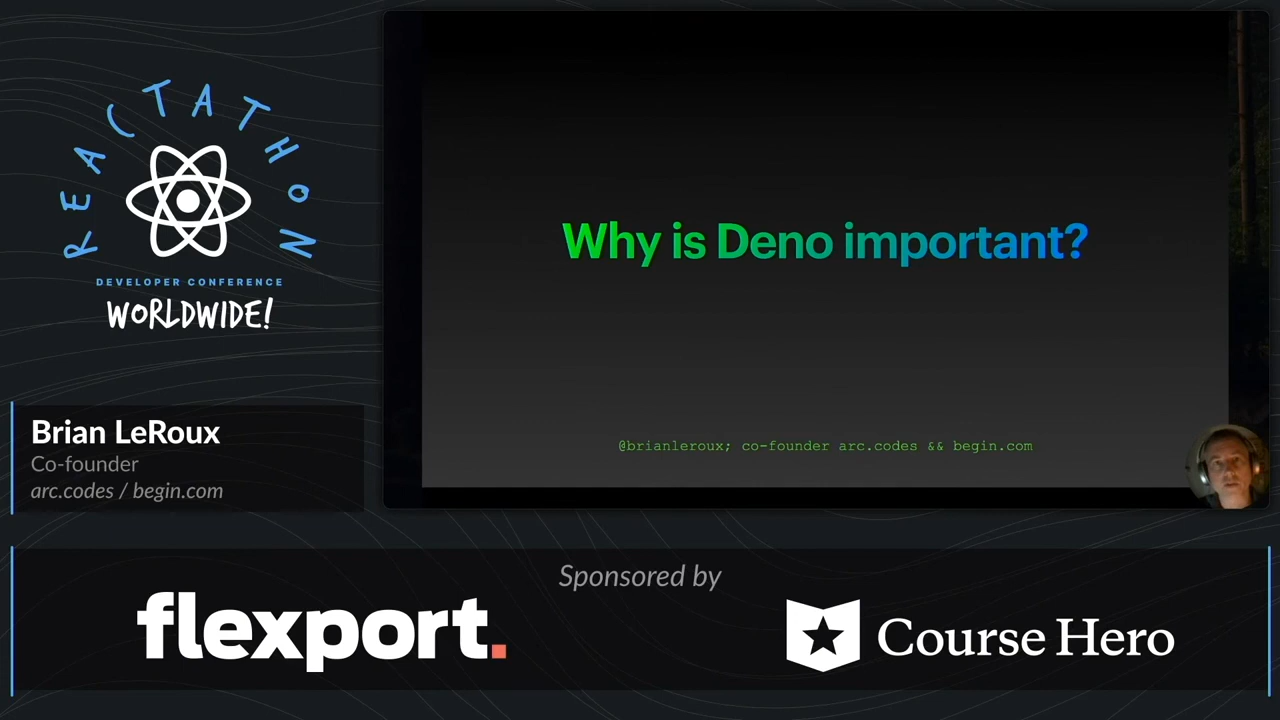 REACTATHON
DEVELOPER CONFERENCE
WORLDWIDE!
Why is Deno important?
@brianleroux; co-founder arc.codes && begin.com
Brian LeRoux
Co-founder
arc.codes / begin.com
Sponsored by
flexport.
Course Hero